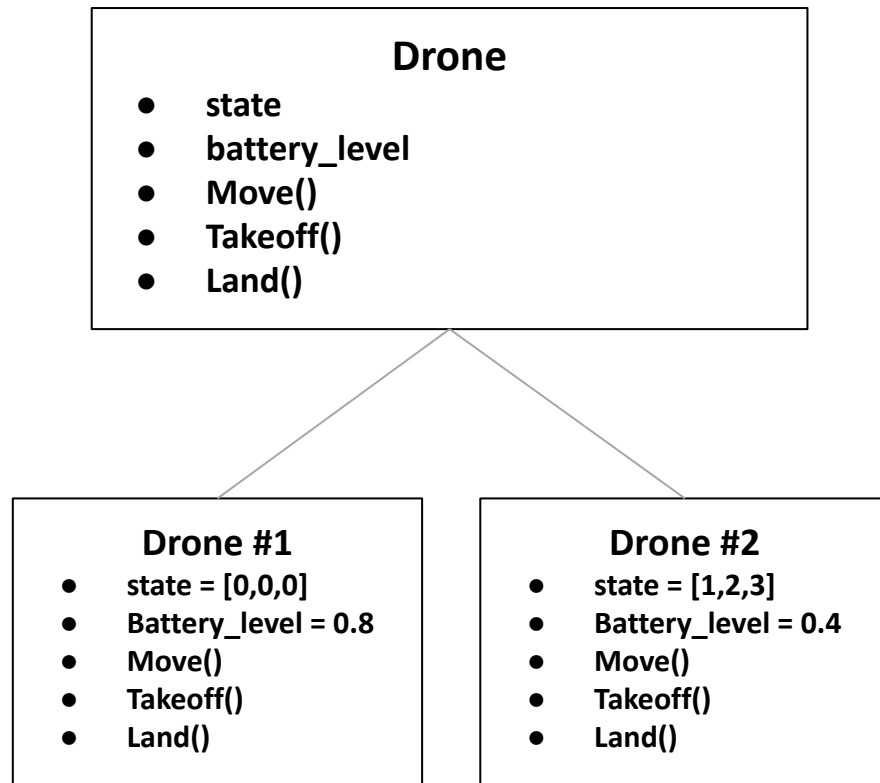 Drone
● state
● battery_level
● Move()
● Takeoff()
● Land()
Drone #1
● state = [0,0,0]
● Battery_level = 0.8
● Move()
● Takeoff()
● Land()
Drone #2
● state = [1,2,3]
● Battery_level = 0.4
● Move()
● Takeoff()
● Land()